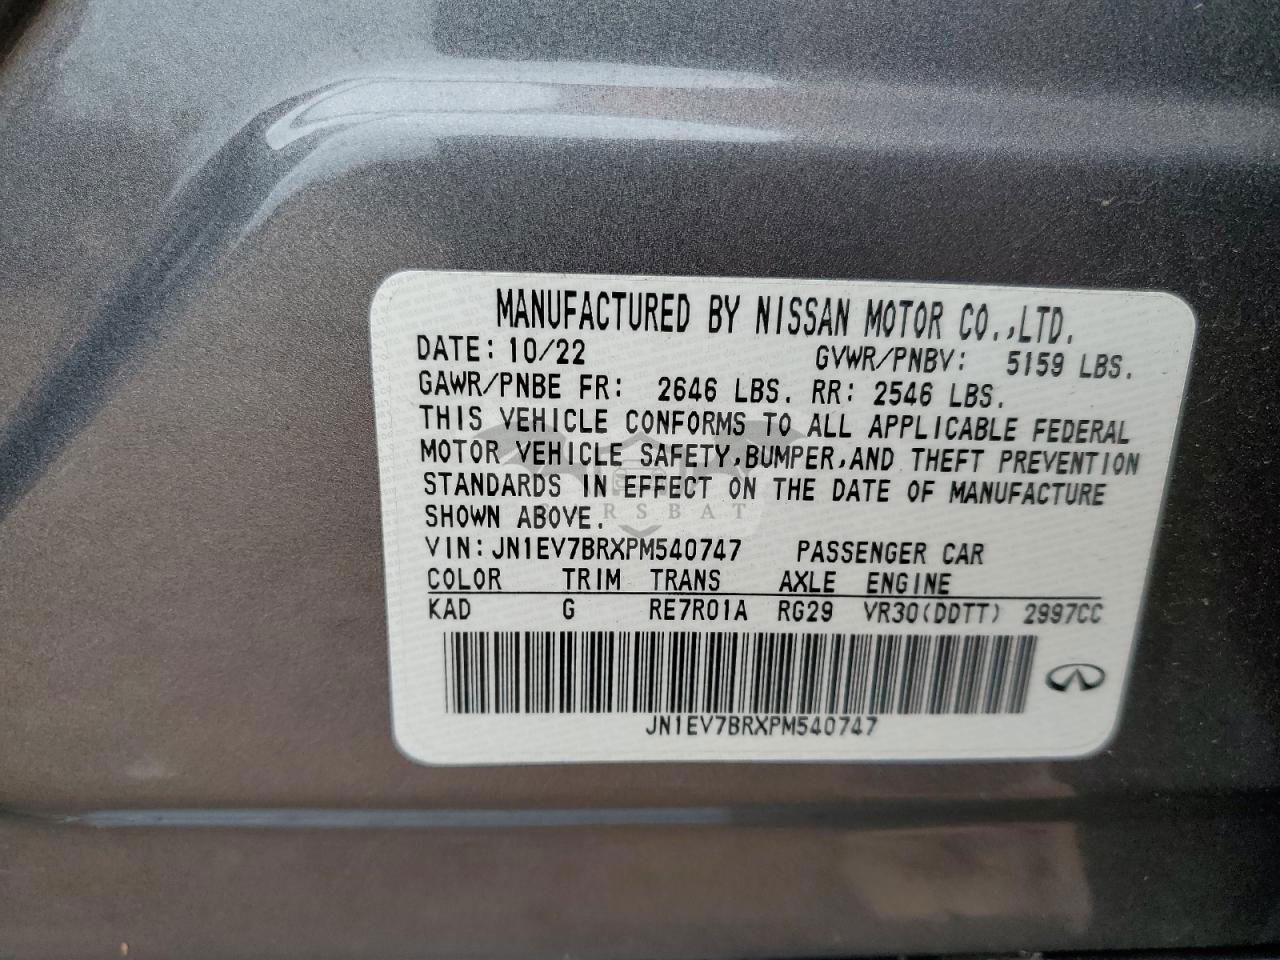 MANUFACTURED BY NISSAN MOTOR CO.,LTD.
DATE: 10/22 GVWR/PNBV: 5159 LBS.
GAWR/PNBE FR: 2646 LBS. RR: 2546 LBS.
THIS VEHICLE CONFORMS TO ALL APPLICABLE FEDERAL
MOTOR VEHICLE SAFETY,BUMPER,AND THEFT PREVENTION
STANDARDS IN EFFECT ON THE DATE OF MANUFACTURE
SHOWN ABOVE.
RSBAT
VIN:JN1EV7BRXPM540747 PASSENGER CAR
COLOR TRIM TRANS AXLE ENGINE
KAD G RE7R01A RG29 VR30(DDTT) 2997CC
JN1EV7BRXPM540747